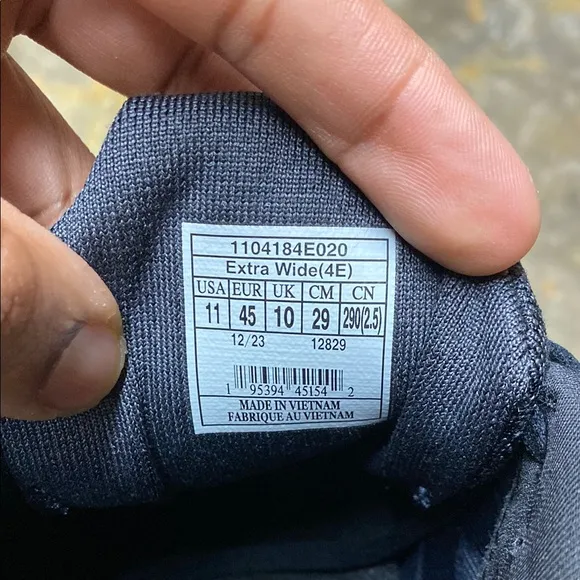 1104184E020
Extra Wide(4E)
USA EUR UK CM CN
11 45 10 29 290(2.5)
12/23 12829
1 95394 45154 2
MADE IN VIETNAM
FABRIQUE AU VIETNAM